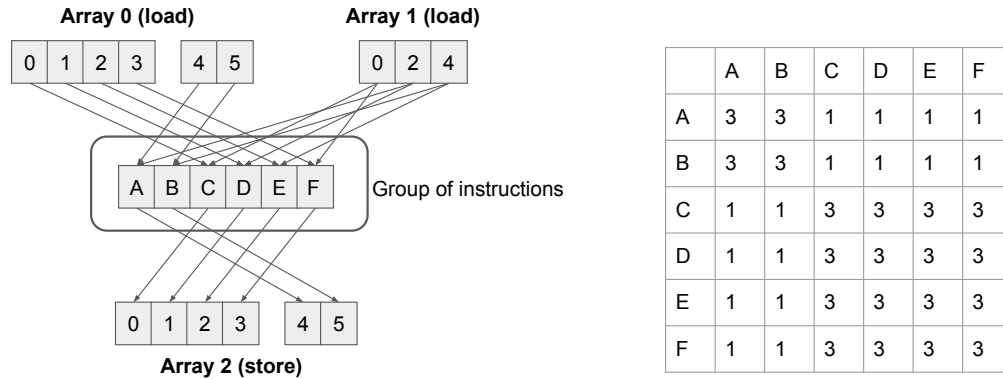 Array 0 (load) Array 1 (load)
0 1 2 3 4 5 0 2 4
A B C D E F
Group of instructions
0 1 2 3 4 5
Array 2 (store)
A B C D E F
A 3 3 1 1 1 1
B 3 3 1 1 1 1
C 1 1 3 3 3 3
D 1 1 3 3 3 3
E 1 1 3 3 3 3
F 1 1 3 3 3 3